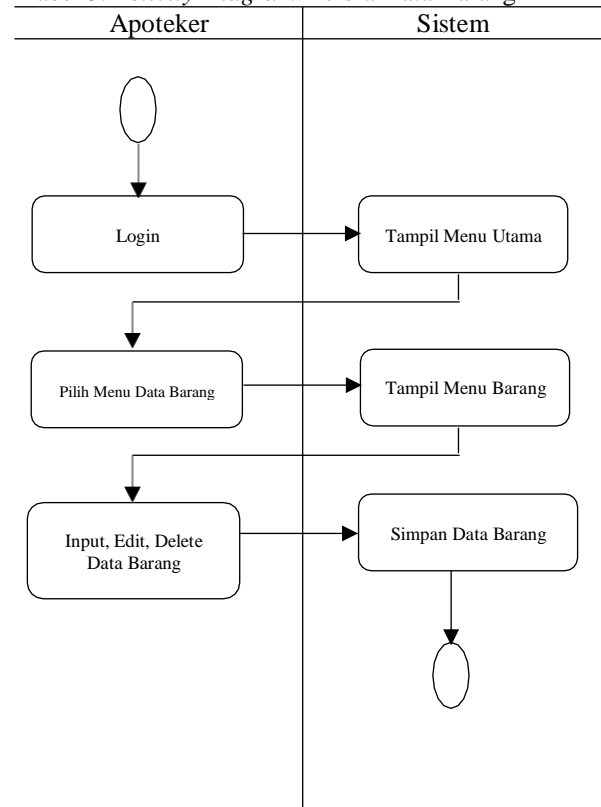 Apoteker
Sistem
Login
Tampil Menu Utama
Pilih Menu Data Barang
Tampil Menu Barang
Input, Edit, Delete
Data Barang
Simpan Data Barang